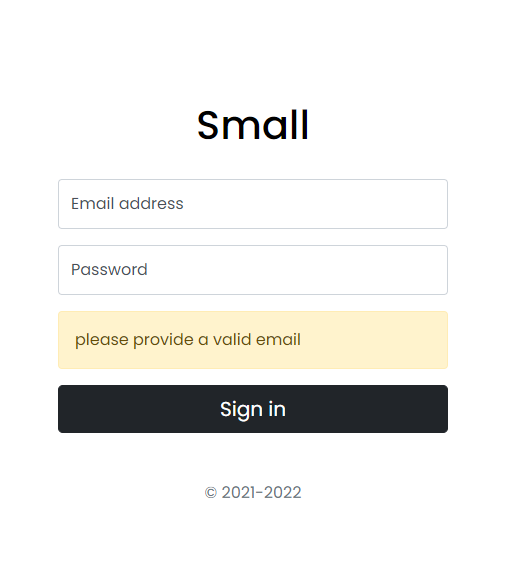 Small
Email address
Password
please provide a valid email
Sign in
© 2021-2022